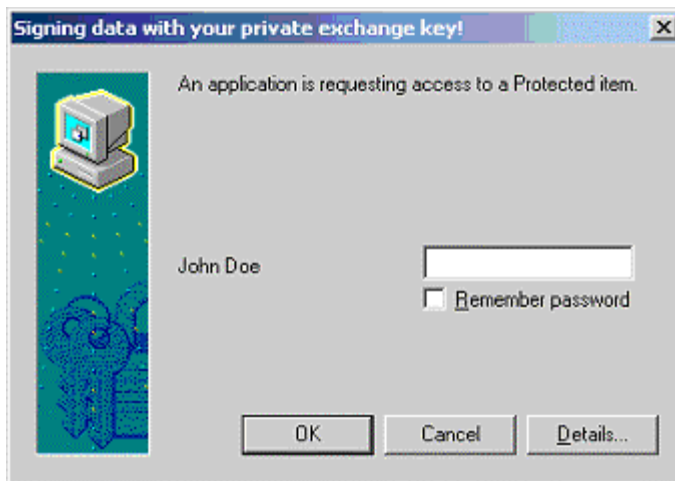 Signing data with your private exchange key!
An application is requesting access to a Protected item.
John Doe
Remember password
OK
Cancel
Details...